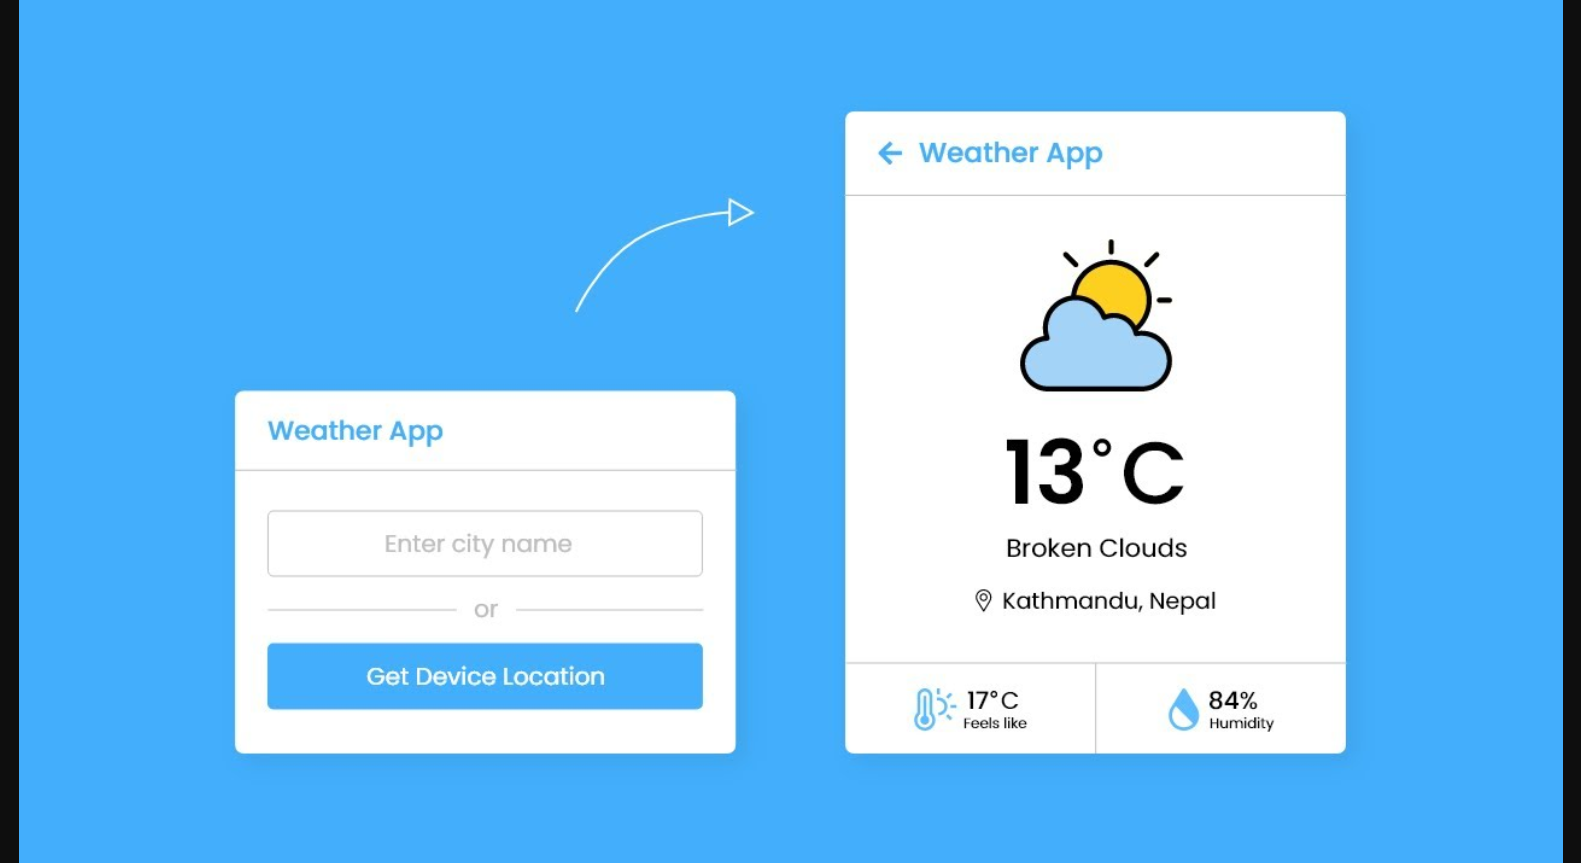 Weather App
Enter city name
or
Get Device Location
Weather App
13°C
Broken Clouds
Kathmandu, Nepal
17°C
Feels like
84%
Humidity